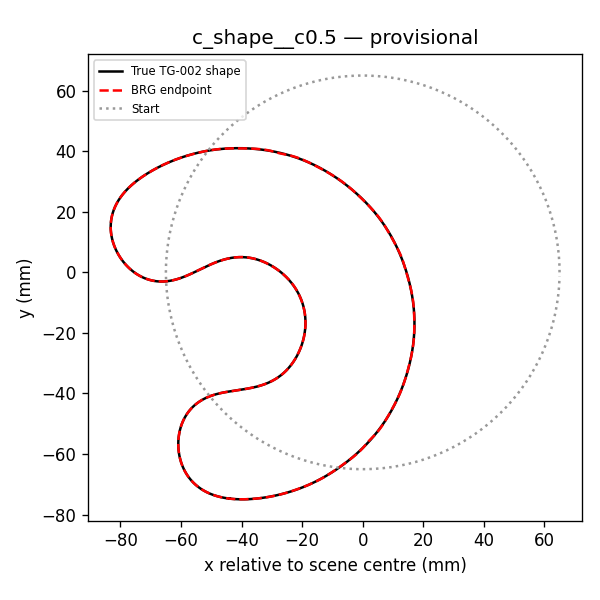 c_shape__c0.5 — provisional
True TG-002 shape
BRG endpoint
Start
y (mm)
60
40
20
0
−20
−40
−60
−80
−80 −60 −40 −20 0 20 40 60
x relative to scene centre (mm)